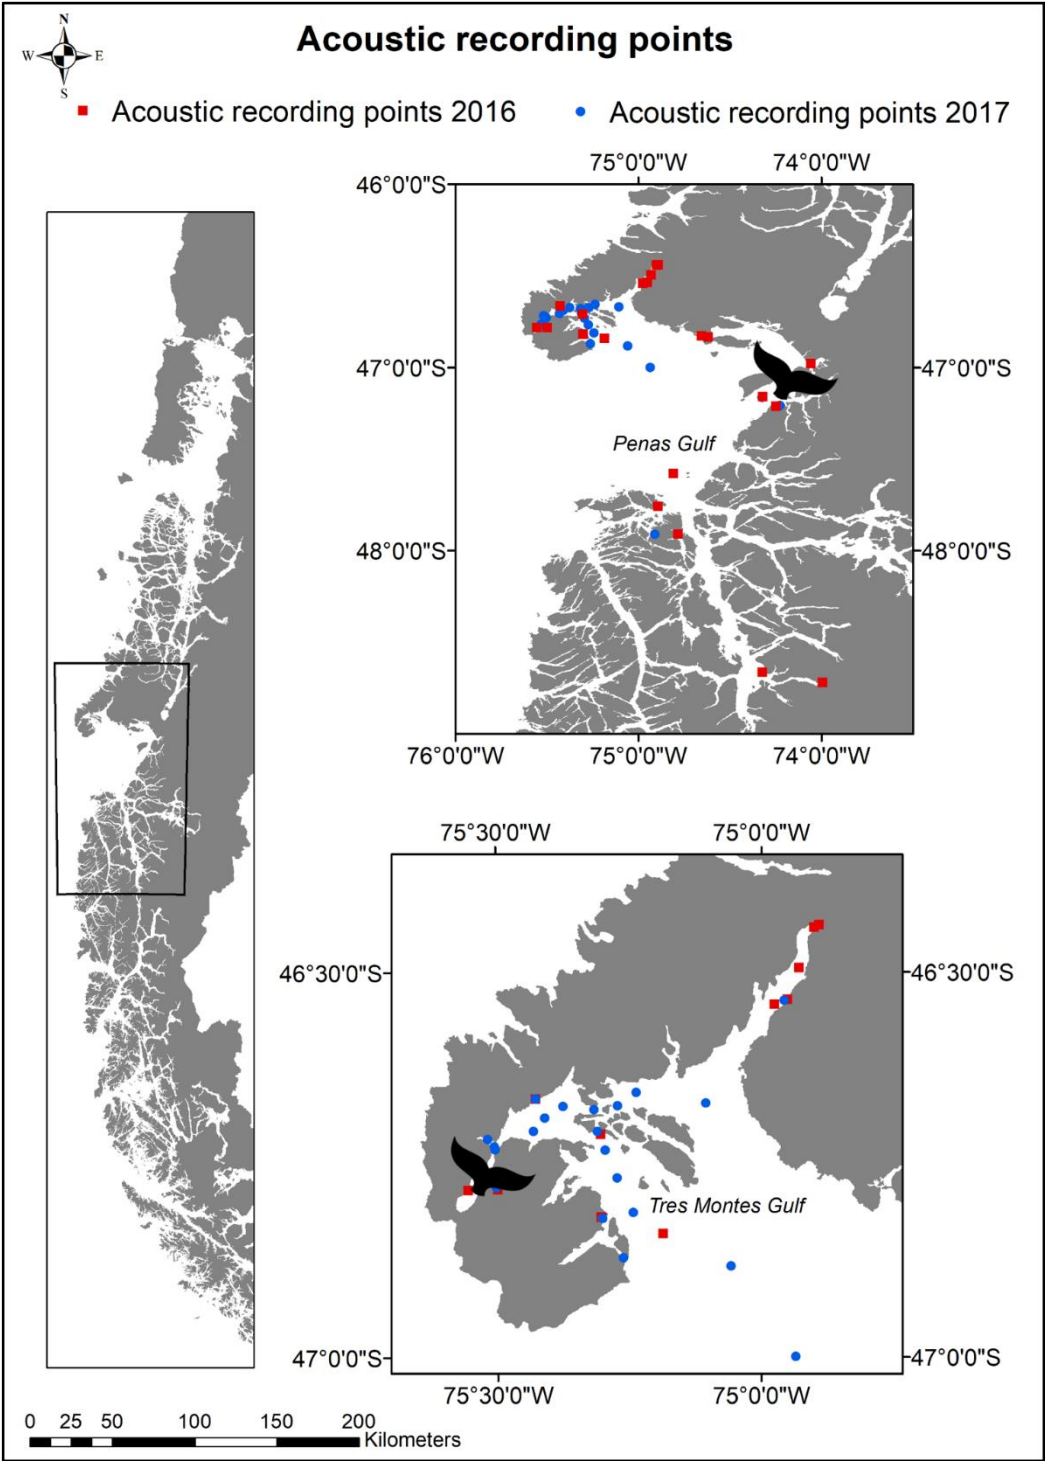 N
W E
S
Acoustic recording points
Acoustic recording points 2016
Acoustic recording points 2017
75°0'0"W 74°0'0"W
46°0'0"S
47°0'0"S 47°0'0"S
Penas Gulf
48°0'0"S 48°0'0"S
76°0'0"W 75°0'0"W 74°0'0"W
75°30'0"W 75°0'0"W
46°30'0"S 46°30'0"S
Tres Montes Gulf
47°0'0"S 47°0'0"S
75°30'0"W 75°0'0"W
0 25 50 100 150 200
Kilometers